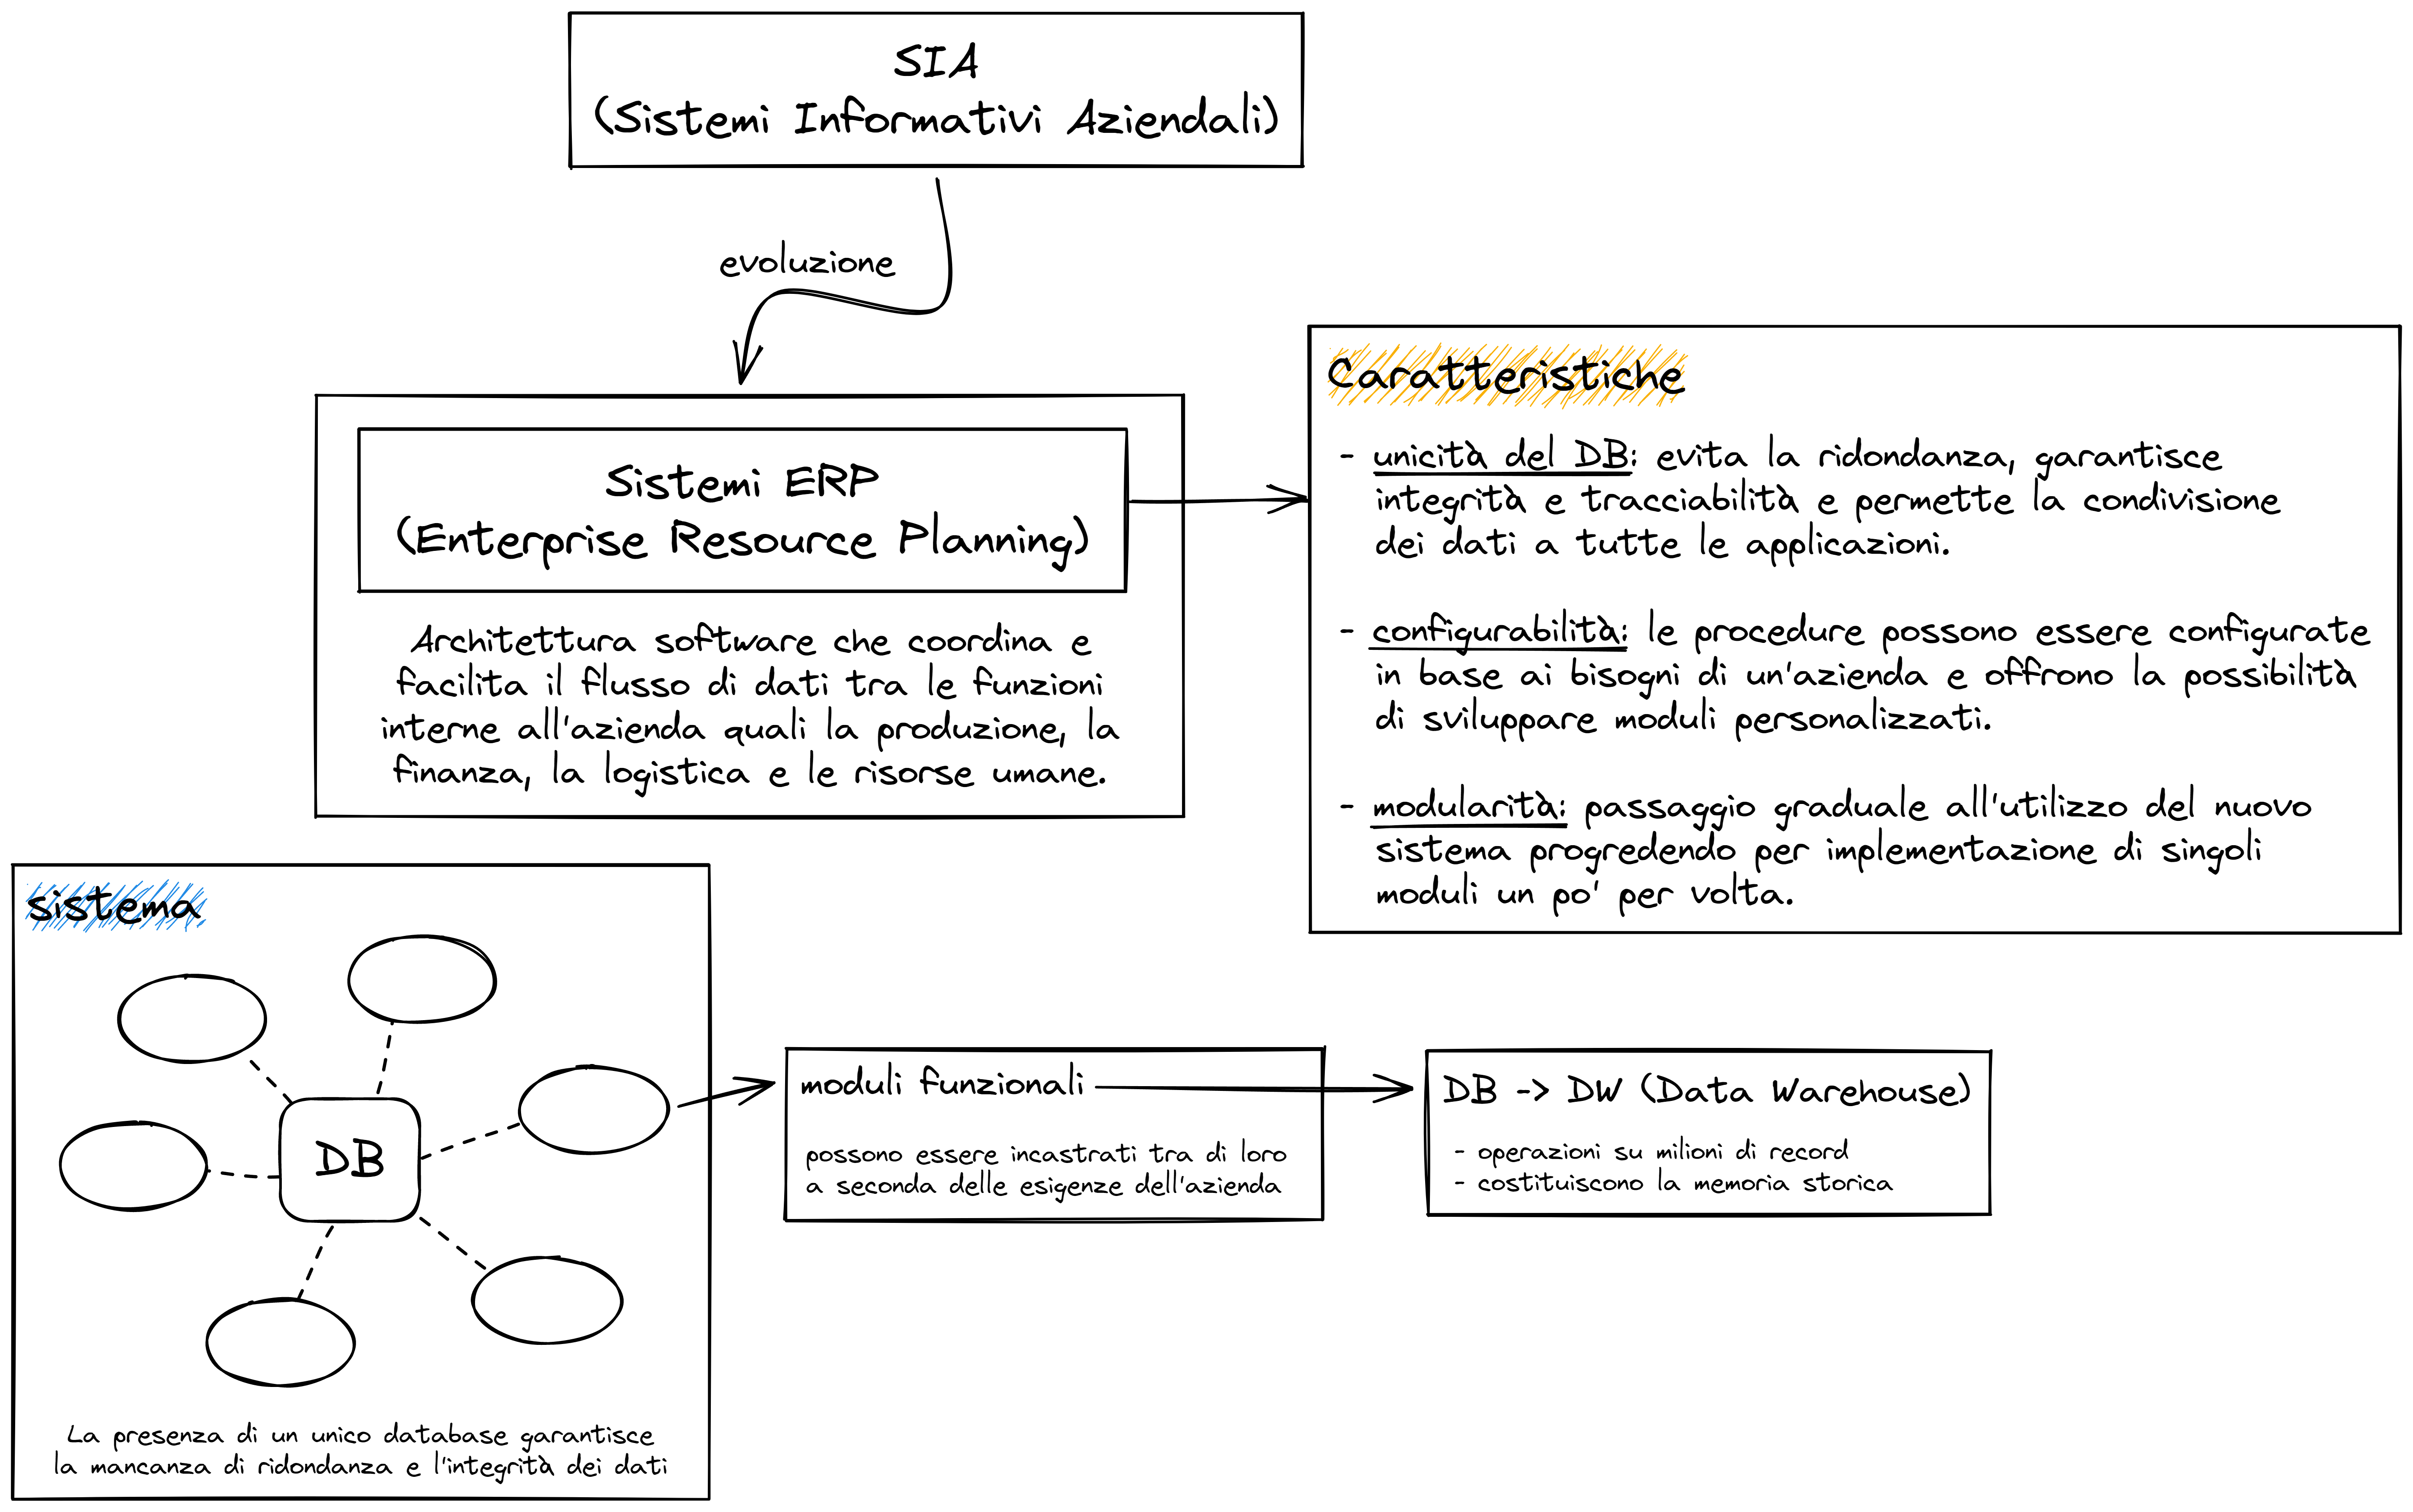 SIA
(Sistemi Informativi Aziendali)
evoluzione
Sistemi ERP
(Enterprise Resource Planning)
Architettura software che coordina e
facilita il flusso di dati tra le funzioni
interne all'azienda quali la produzione, la
finanza, la logistica e le risorse umane.
Caratteristiche
- unicità del DB: evita la ridondanza, garantisce
integrità e tracciabilità e permette la condivisione
dei dati a tutte le applicazioni.
- configurabilità: le procedure possono essere configurate
in base ai bisogni di un'azienda e offrono la possibilità
di sviluppare moduli personalizzati.
- modularità: passaggio graduale all'utilizzo del nuovo
sistema progredendo per implementazione di singoli
moduli un po' per volta.
sistema
DB
La presenza di un unico database garantisce
la mancanza di ridondanza e l'integrità dei dati
moduli funzionali
possono essere incastrati tra di loro
a seconda delle esigenze dell'azienda
DB -> DW (Data Warehouse)
- operazioni su milioni di record
- costituiscono la memoria storica